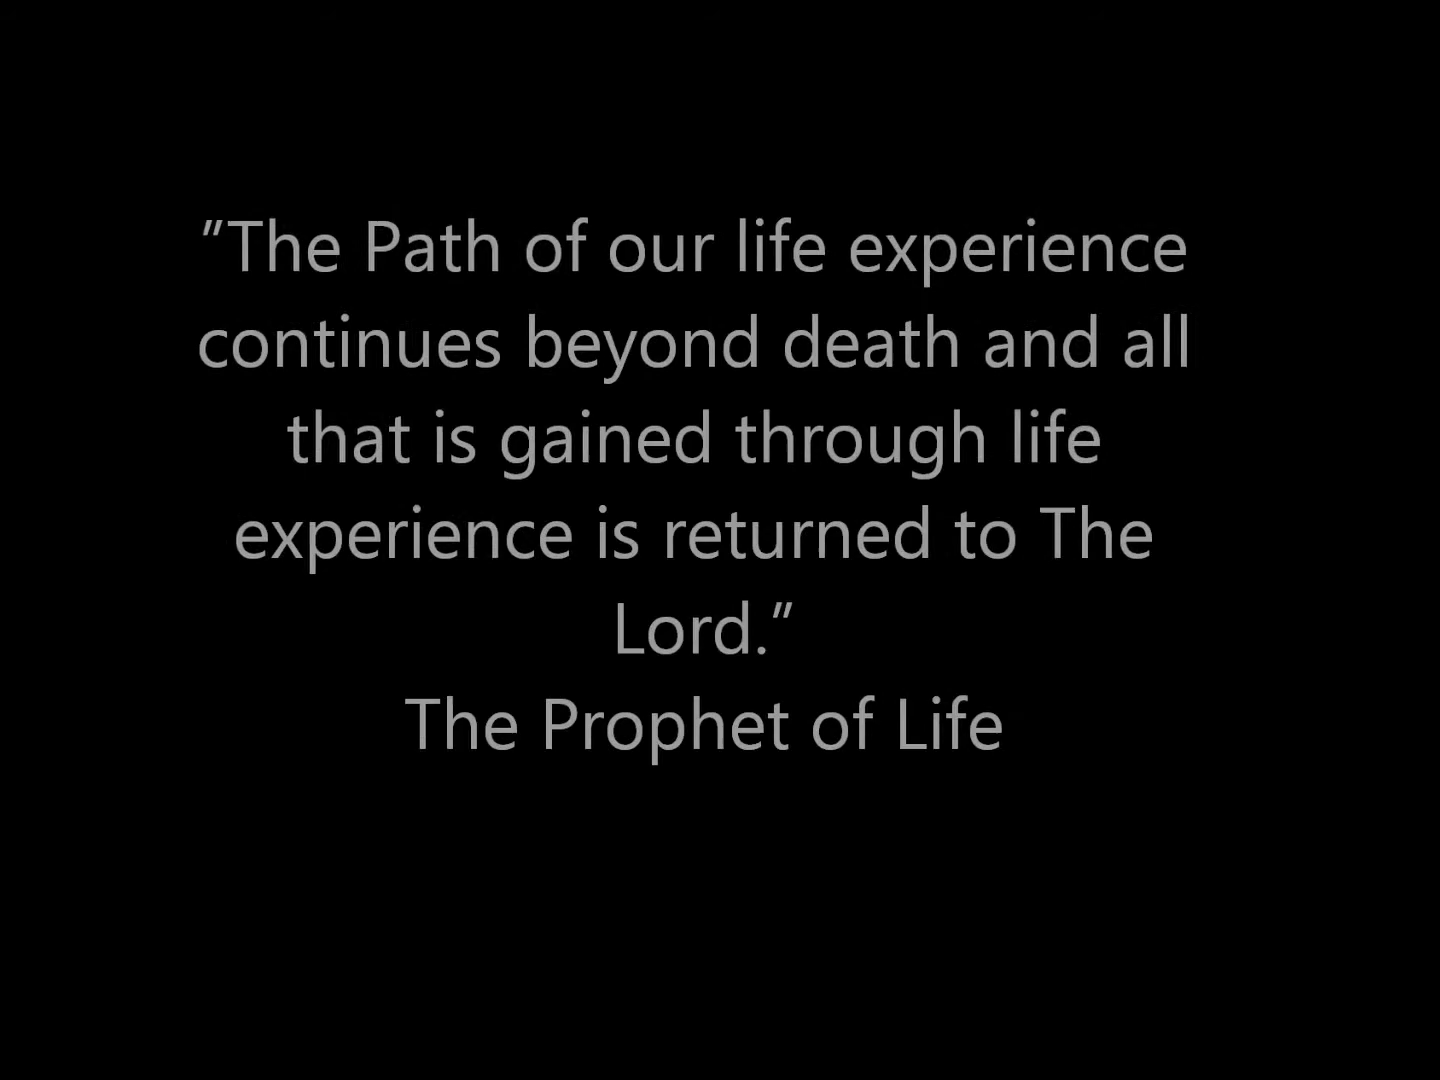 "The Path of our life experience
continues beyond death and all
that is gained through life
experience is returned to The
Lord."
The Prophet of Life